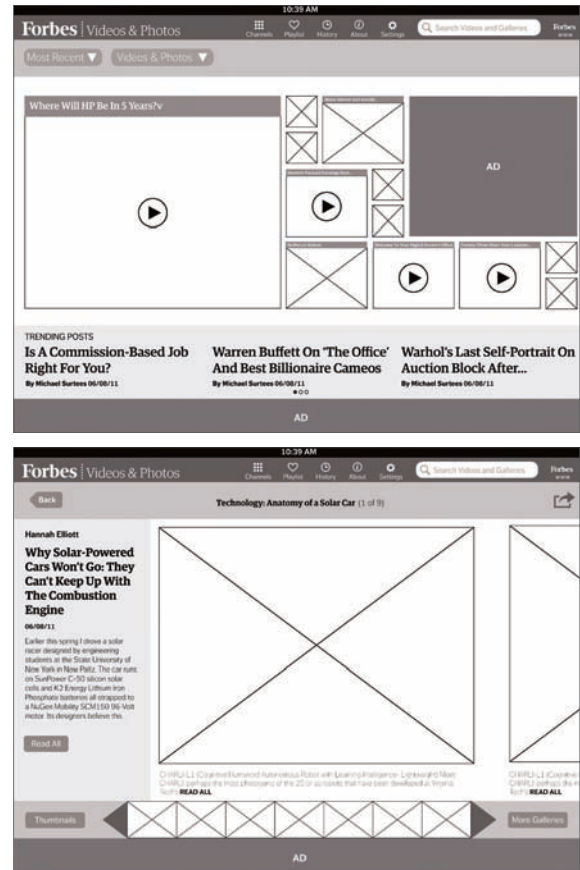 10:39 AM
Forbes Videos & Photos
Channels Playlist History About Settings
Search Videos and Galleries
Forbes
Most Recent ▼ Videos & Photos ▼
Where Will HP Be In 5 Years?v
AD
TRENDING POSTS
Is A Commission-Based Job
Right For You?
By Michael Surtees 06/08/11
Warren Buffett On 'The Office'
And Best Billionaire Cameos
By Michael Surtees 06/08/11
Warhol's Last Self-Portrait On
Auction Block After...
By Michael Surtees 06/08/11
AD
10:39 AM
Forbes Videos & Photos
Channels Playlist History About Settings
Search Videos and Galleries
Forbes
Back
Technology: Anatomy of a Solar Car (1 of 9)
Hannah Elliott
Why Solar-Powered
Cars Won't Go: They
Can't Keep Up With
The Combustion
Engine
06/08/11
Earlier this spring I drove a solar
racer designed by engineering
students at the State University of
New York in New Paltz. The car runs
on SunPower C-50 silicon solar
cells and K2 Energy Lithium Iron
Phosphate batteries all strapped to
a NuGen Mobility SCM150 96-Volt
motor. Its designers believe this
Read All
READ ALL
READ ALL
Thumbnails
More Galleries
AD